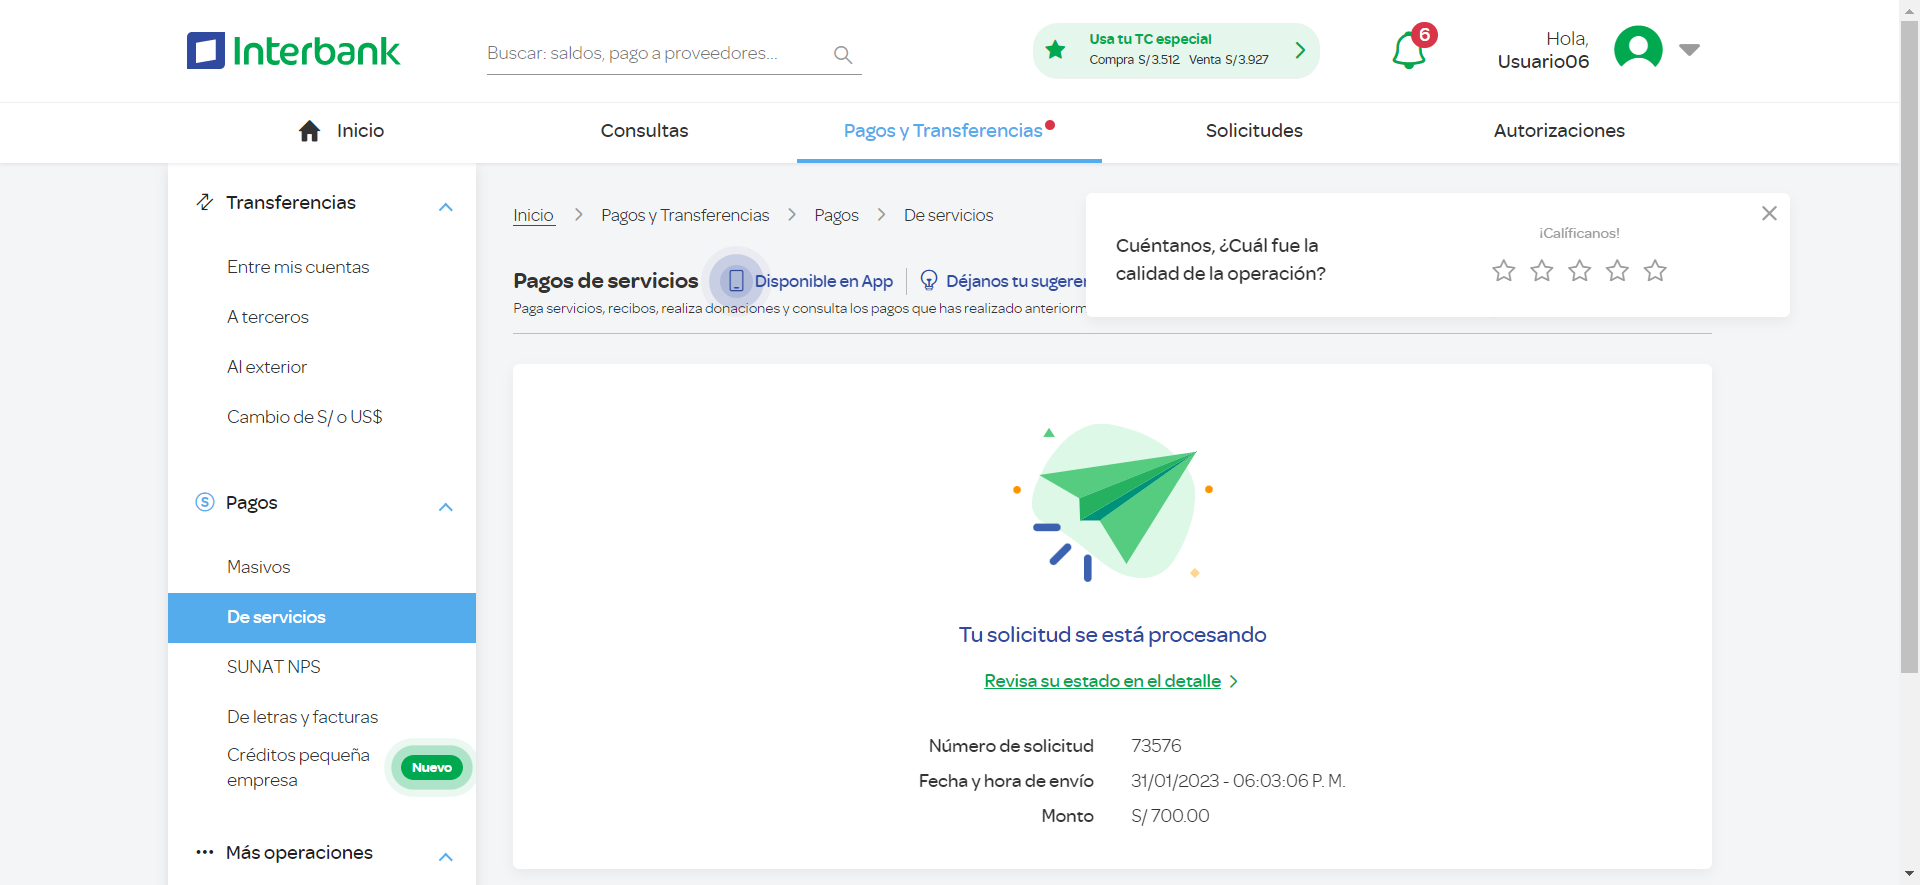 Interbank
Buscar: saldos, pago a proveedores...
Usa tu TC especial
Compra S/3.512 Venta S/3.927
6
Hola,
Usuario06
Inicio
Consultas
Pagos y Transferencias
Solicitudes
Autorizaciones
Transferencias
Entre mis cuentas
A terceros
Al exterior
Cambio de S/ o US$
S Pagos
Masivos
De servicios
SUNAT NPS
De letras y facturas
Créditos pequeña
empresa
Nuevo
Más operaciones
Inicio > Pagos y Transferencias > Pagos > De servicios
Pagos de servicios
Disponible en App
Déjanos tu sugeren
Paga servicios, recibos, realiza donaciones y consulta los pagos que has realizado anteriorm
Cuéntanos, ¿Cuál fue la
calidad de la operación?
¡Calíficanos!
Tu solicitud se está procesando
Revisa su estado en el detalle
Número de solicitud 73576
Fecha y hora de envío 31/01/2023 - 06:03:06 P. M.
Monto S/ 700.00